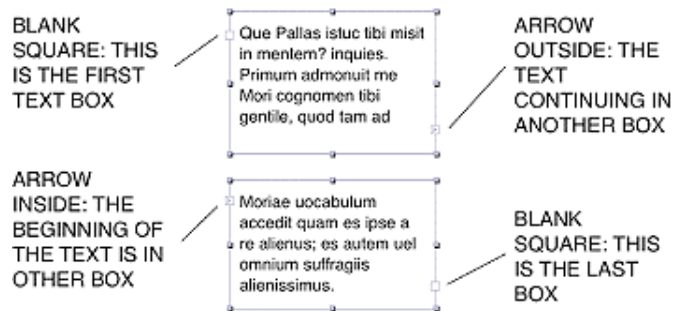 BLANK
SQUARE: THIS
IS THE FIRST
TEXT BOX
Que Pallas istuc tibi misit
in mentem? inquies.
Primum admonuit me
Mori cognomen tibi
gentile, quod tam ad
ARROW
OUTSIDE: THE
TEXT
CONTINUING IN
ANOTHER BOX
ARROW
INSIDE: THE
BEGINNING OF
THE TEXT IS IN
OTHER BOX
Moriae uocabulum
accedit quam es ipse a
re alienus; es autem uel
omnium suffragiis
alienissimus.
BLANK
SQUARE: THIS
IS THE LAST
BOX